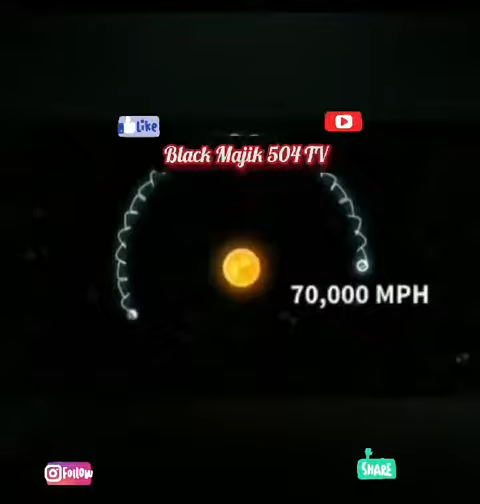 Like
Black Majik 504 TV
70,000 MPH
Follow
SHARE